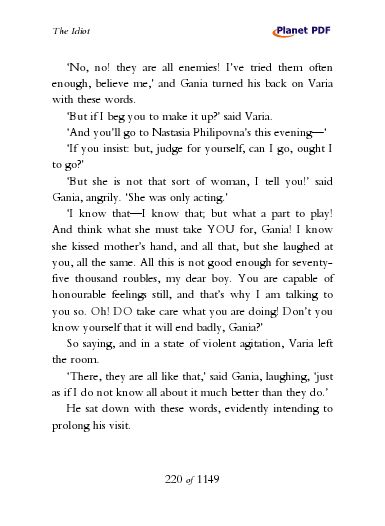 The Idiot
Planet PDF
'No, no! they are all enemies! I've tried them often
enough, believe me,' and Gania turned his back on Varia
with these words.
'But if I beg you to make it up?' said Varia.
'And you'll go to Nastasia Philipovna's this evening—'
'If you insist: but, judge for yourself, can I go, ought I
to go?'
'But she is not that sort of woman, I tell you!' said
Gania, angrily. 'She was only acting.'
'I know that—I know that; but what a part to play!
And think what she must take YOU for, Gania! I know
she kissed mother's hand, and all that, but she laughed at
you, all the same. All this is not good enough for seventy-
five thousand roubles, my dear boy. You are capable of
honourable feelings still, and that's why I am talking to
you so. Oh! DO take care what you are doing! Don't you
know yourself that it will end badly, Gania?'
So saying, and in a state of violent agitation, Varia left
the room.
'There, they are all like that,' said Gania, laughing, 'just
as if I do not know all about it much better than they do.'
He sat down with these words, evidently intending to
prolong his visit.
220 of 1149